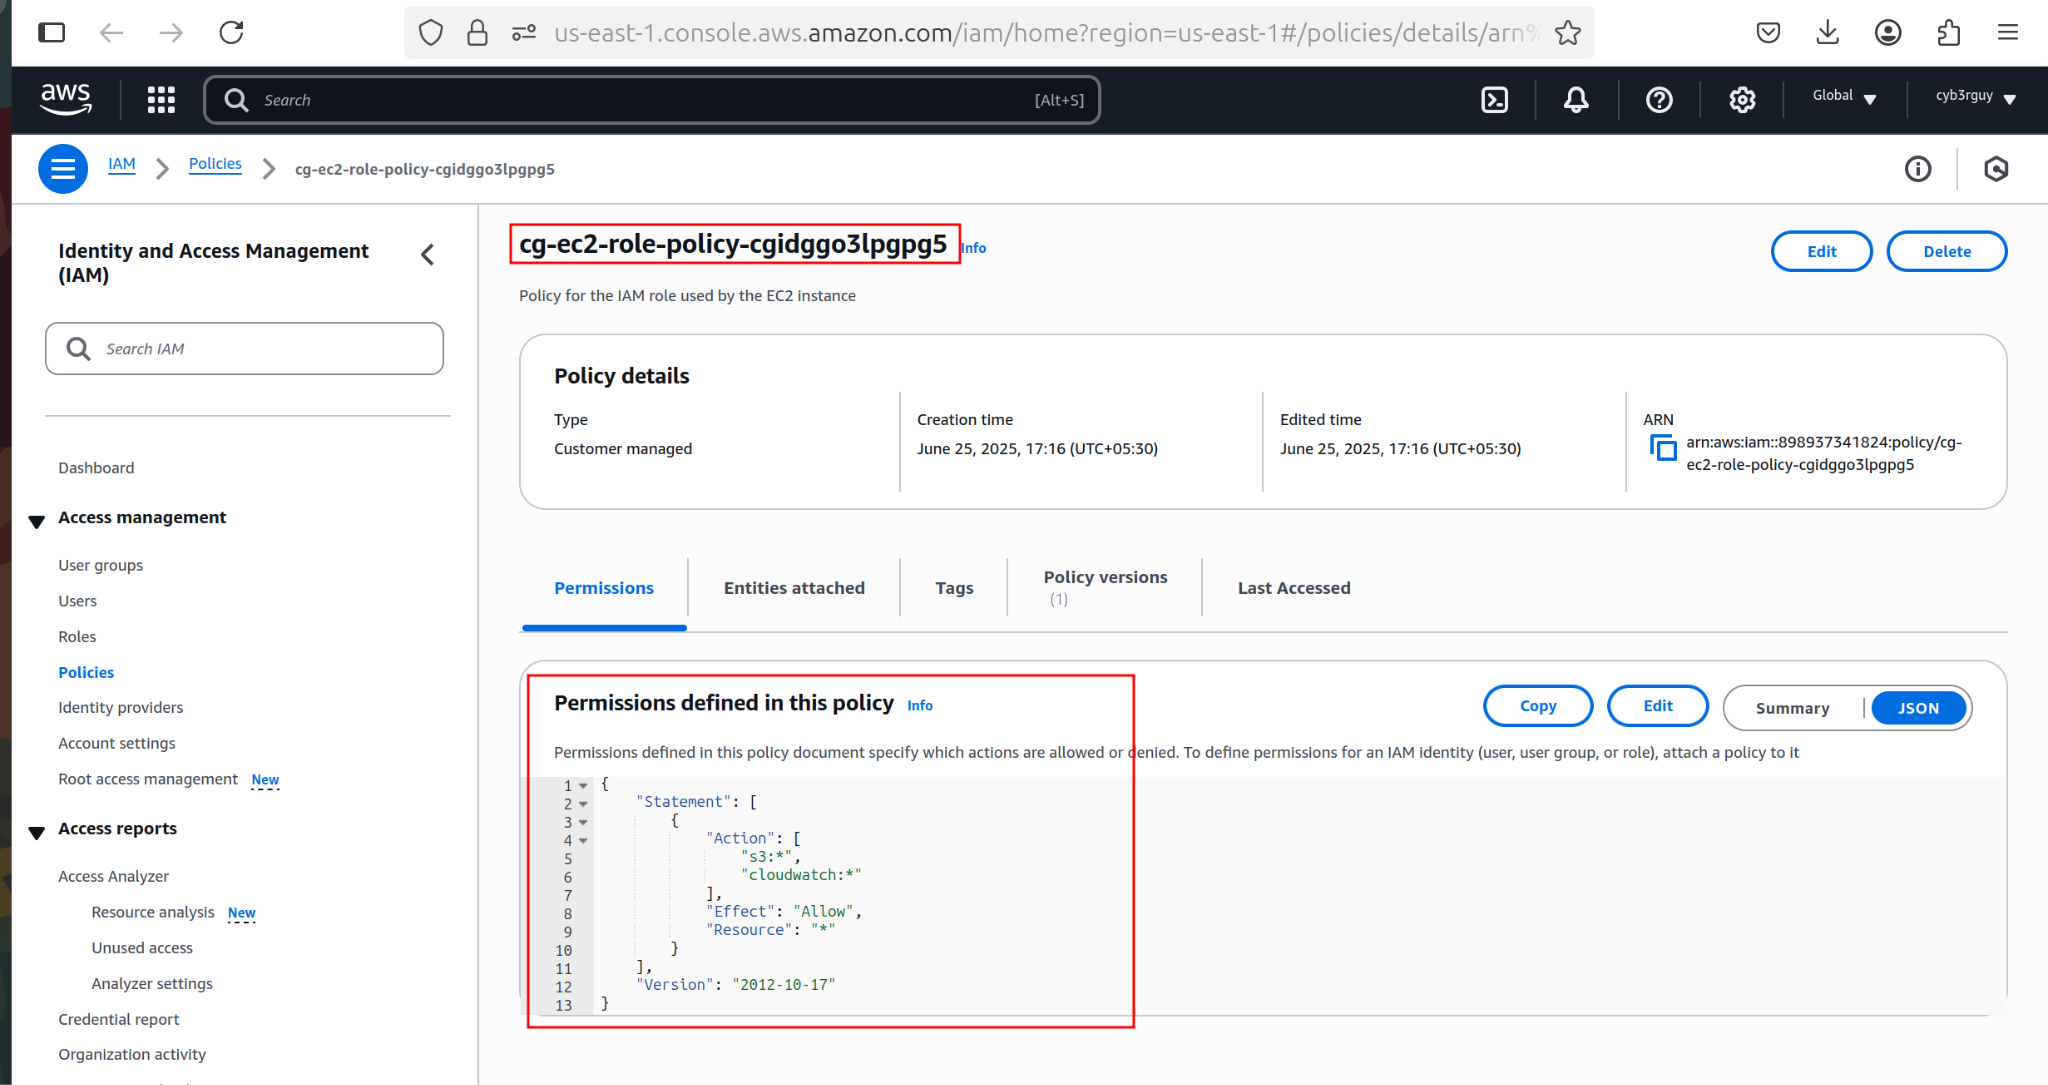 us-east-1.console.aws.amazon.com/iam/home?region=us-east-1#/policies/details/arn%
aws
Search
[Alt+S]
Global
cyb3rguy
IAM
Policies
cg-ec2-role-policy-cgidggo3lpgpg5
Identity and Access Management (IAM)
Search IAM
Dashboard
Access management
User groups
Users
Roles
Policies
Identity providers
Account settings
Root access management New
Access reports
Access Analyzer
Resource analysis New
Unused access
Analyzer settings
Credential report
Organization activity
cg-ec2-role-policy-cgidggo3lpgpg5 Info
Edit
Delete
Policy for the IAM role used by the EC2 instance
Policy details
Type
Customer managed
Creation time
June 25, 2025, 17:16 (UTC+05:30)
Edited time
June 25, 2025, 17:16 (UTC+05:30)
ARN
arn:aws:iam::898937341824:policy/cg-
ec2-role-policy-cgidggo3lpgpg5
Permissions
Entities attached
Tags
Policy versions
(1)
Last Accessed
Permissions defined in this policy Info
Copy
Edit
Summary
JSON
Permissions defined in this policy document specify which actions are allowed or denied. To define permissions for an IAM identity (user, user group, or role), attach a policy to it
1 {
2 "Statement": [
3 {
4 "Action": [
5 "s3:*",
6 "cloudwatch:*"
7 ],
8 "Effect": "Allow",
9 "Resource": "*"
10 }
11 ],
12 "Version": "2012-10-17"
13 }